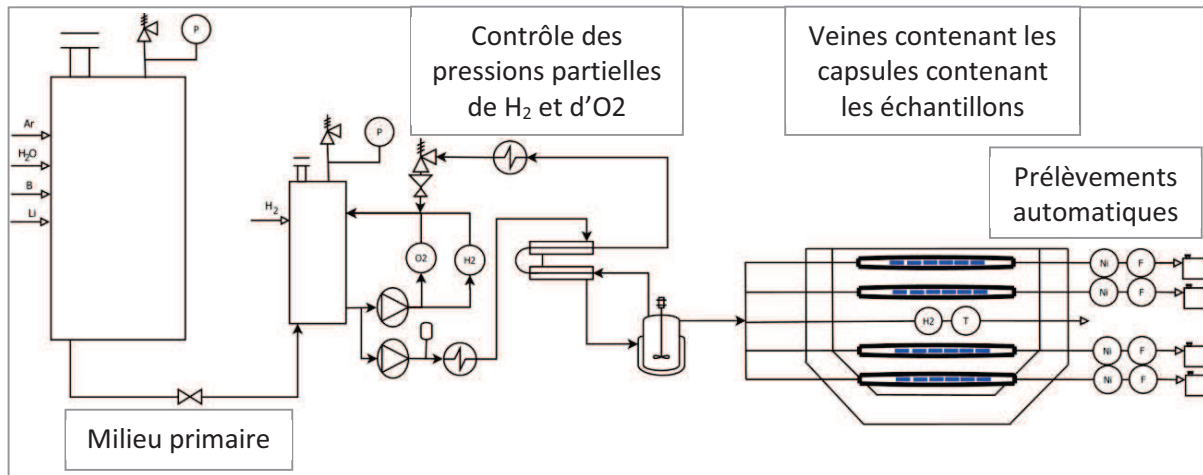 Contrôle des
pressions partielles
de H₂ et d’O2
Veines contenant les
capsules contenant
les échantillons
Prélèvements
automatiques
P
Ar
H₂O
B
Li
P
H₂
O2
H2
Ni
F
Ni
F
H2
T
Ni
F
Ni
F
Milieu primaire